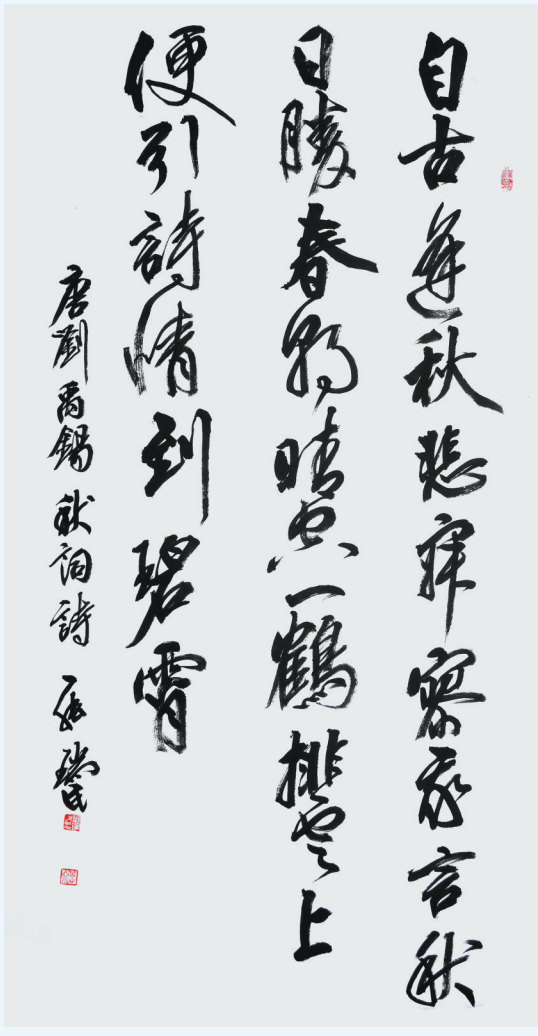 自古逢秋悲寂寥我言秋
日勝春朝晴空一鶴排雲上
便引詩情到碧霄
唐劉禹錫秋詞詩